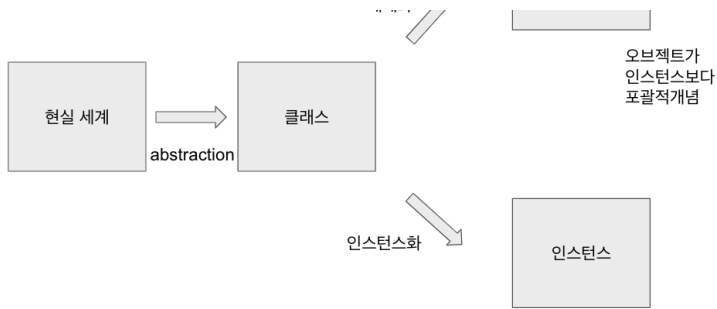 오브젝트가
인스턴스보다
포괄적개념
현실 세계
클래스
abstraction
인스턴스화
인스턴스